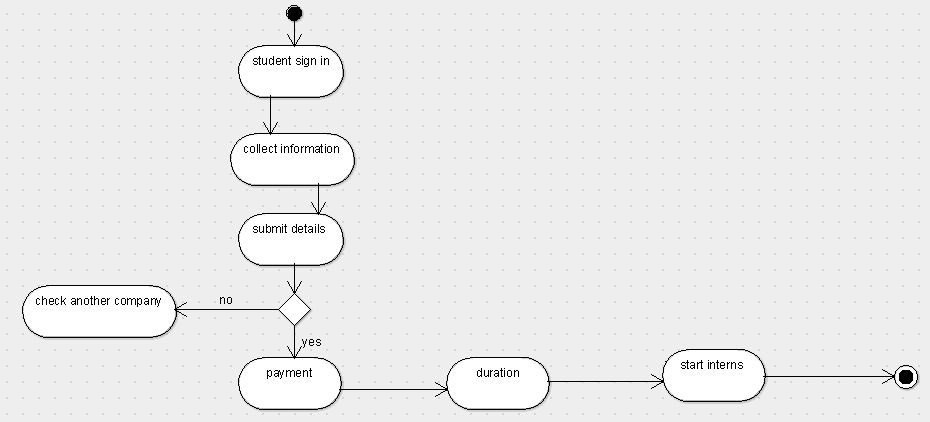 student sign in
collect information
submit details
no
check another company
yes
payment
duration
start interns